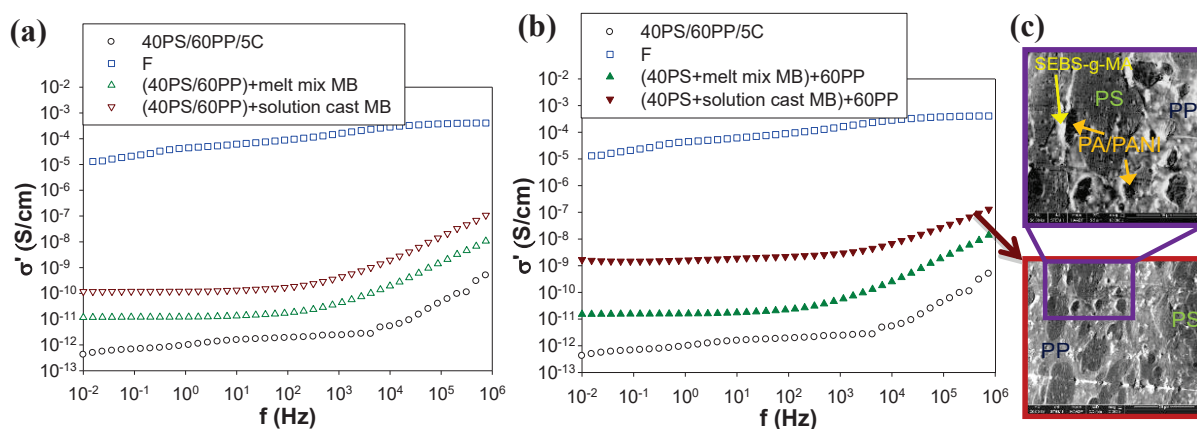 (a)
40PS/60PP/5C
F
(40PS/60PP)+melt mix MB
(40PS/60PP)+solution cast MB
10⁻²
10⁻³
10⁻⁴
10⁻⁵
10⁻⁶
10⁻⁷
10⁻⁸
10⁻⁹
10⁻¹⁰
10⁻¹¹
10⁻¹²
10⁻¹³
σ' (S/cm)
10⁻² 10⁻¹ 10⁰ 10¹ 10² 10³ 10⁴ 10⁵ 10⁶
f (Hz)
(b)
40PS/60PP/5C
F
(40PS+melt mix MB)+60PP
(40PS+solution cast MB)+60PP
10⁻²
10⁻³
10⁻⁴
10⁻⁵
10⁻⁶
10⁻⁷
10⁻⁸
10⁻⁹
10⁻¹⁰
10⁻¹¹
10⁻¹²
10⁻¹³
σ' (S/cm)
10⁻² 10⁻¹ 10⁰ 10¹ 10² 10³ 10⁴ 10⁵ 10⁶
f (Hz)
(c)
SEBS-g-MA
PS
PP
PA/PANI
PS
PP